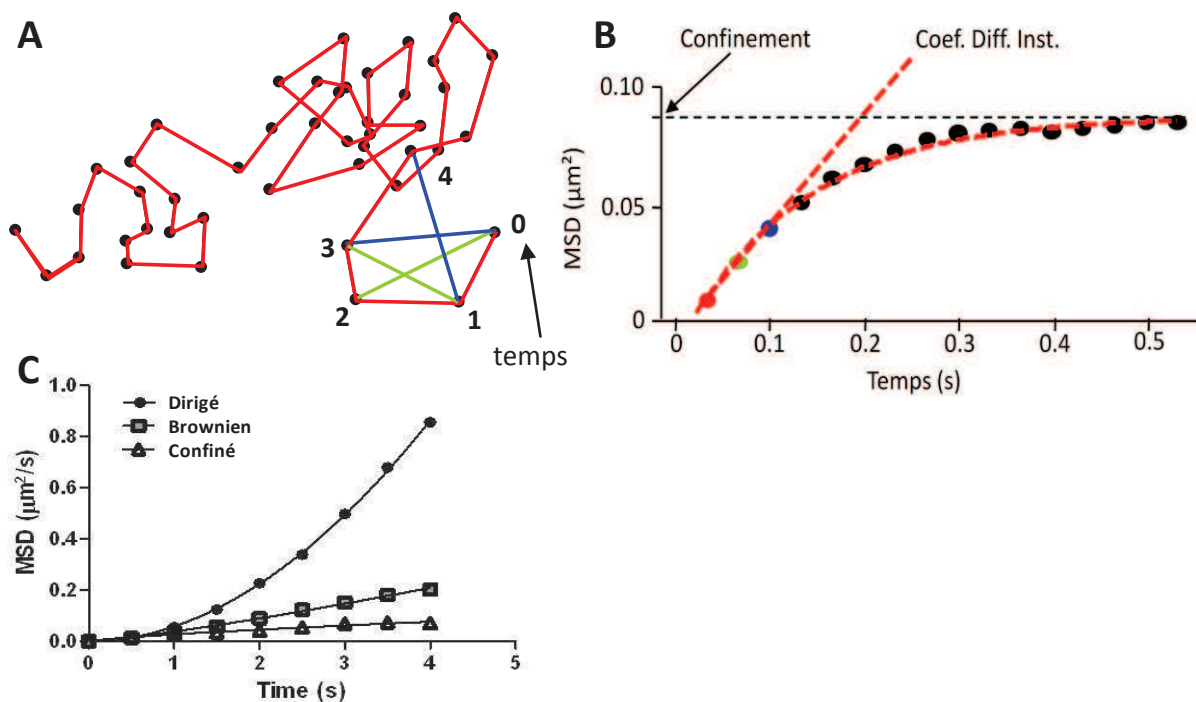 A
0
1
2
3
4
temps
B
Confinement
Coef. Diff. Inst.
0.10
0.05
0
MSD (µm²)
0 0.1 0.2 0.3 0.4 0.5
Temps (s)
C
1.0
0.8
0.6
0.4
0.2
0.0
MSD (µm²/s)
Dirigé
Brownien
Confiné
0 1 2 3 4 5
Time (s)